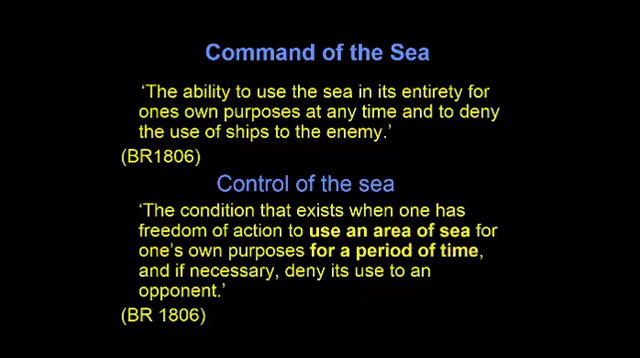 Command of the Sea
‘The ability to use the sea in its entirety for
ones own purposes at any time and to deny
the use of ships to the enemy.’
(BR1806)
Control of the sea
‘The condition that exists when one has
freedom of action to use an area of sea for
one’s own purposes for a period of time,
and if necessary, deny its use to an
opponent.’
(BR 1806)